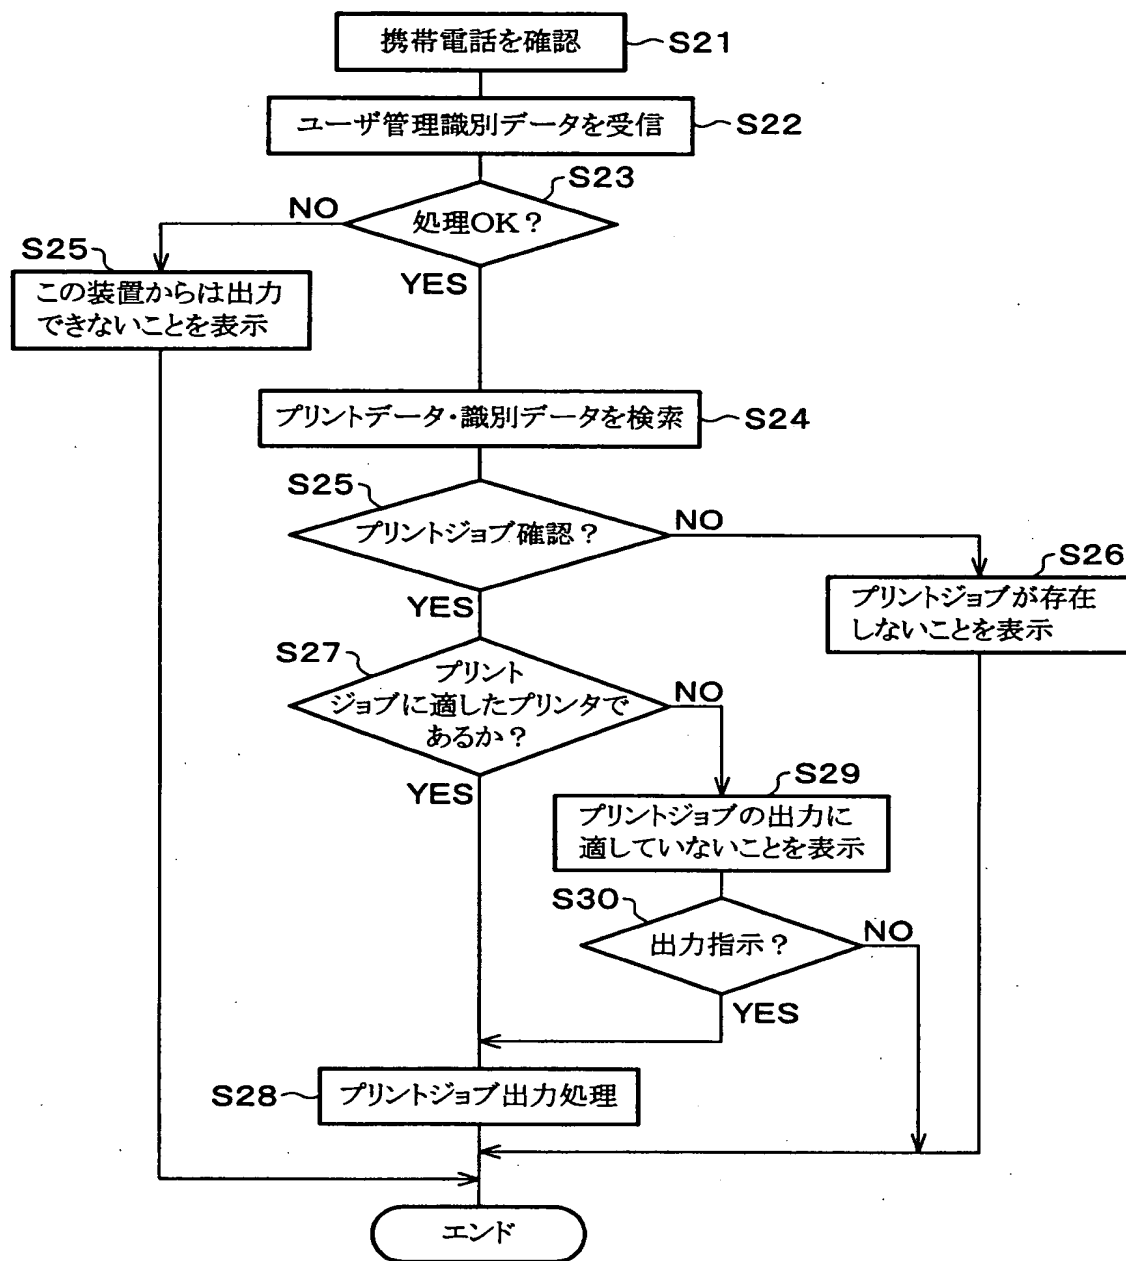 携帯電話を確認
S21
ユーザ管理識別データを受信
S22
S23
処理OK？
NO
YES
S25
この装置からは出力
できないことを表示
プリントデータ・識別データを検索
S24
S25
プリントジョブ確認？
NO
YES
S26
プリントジョブが存在
しないことを表示
S27
プリント
ジョブに適したプリンタで
あるか？
NO
YES
S29
プリントジョブの出力に
適していないことを表示
S30
出力指示？
NO
YES
S28
プリントジョブ出力処理
エンド